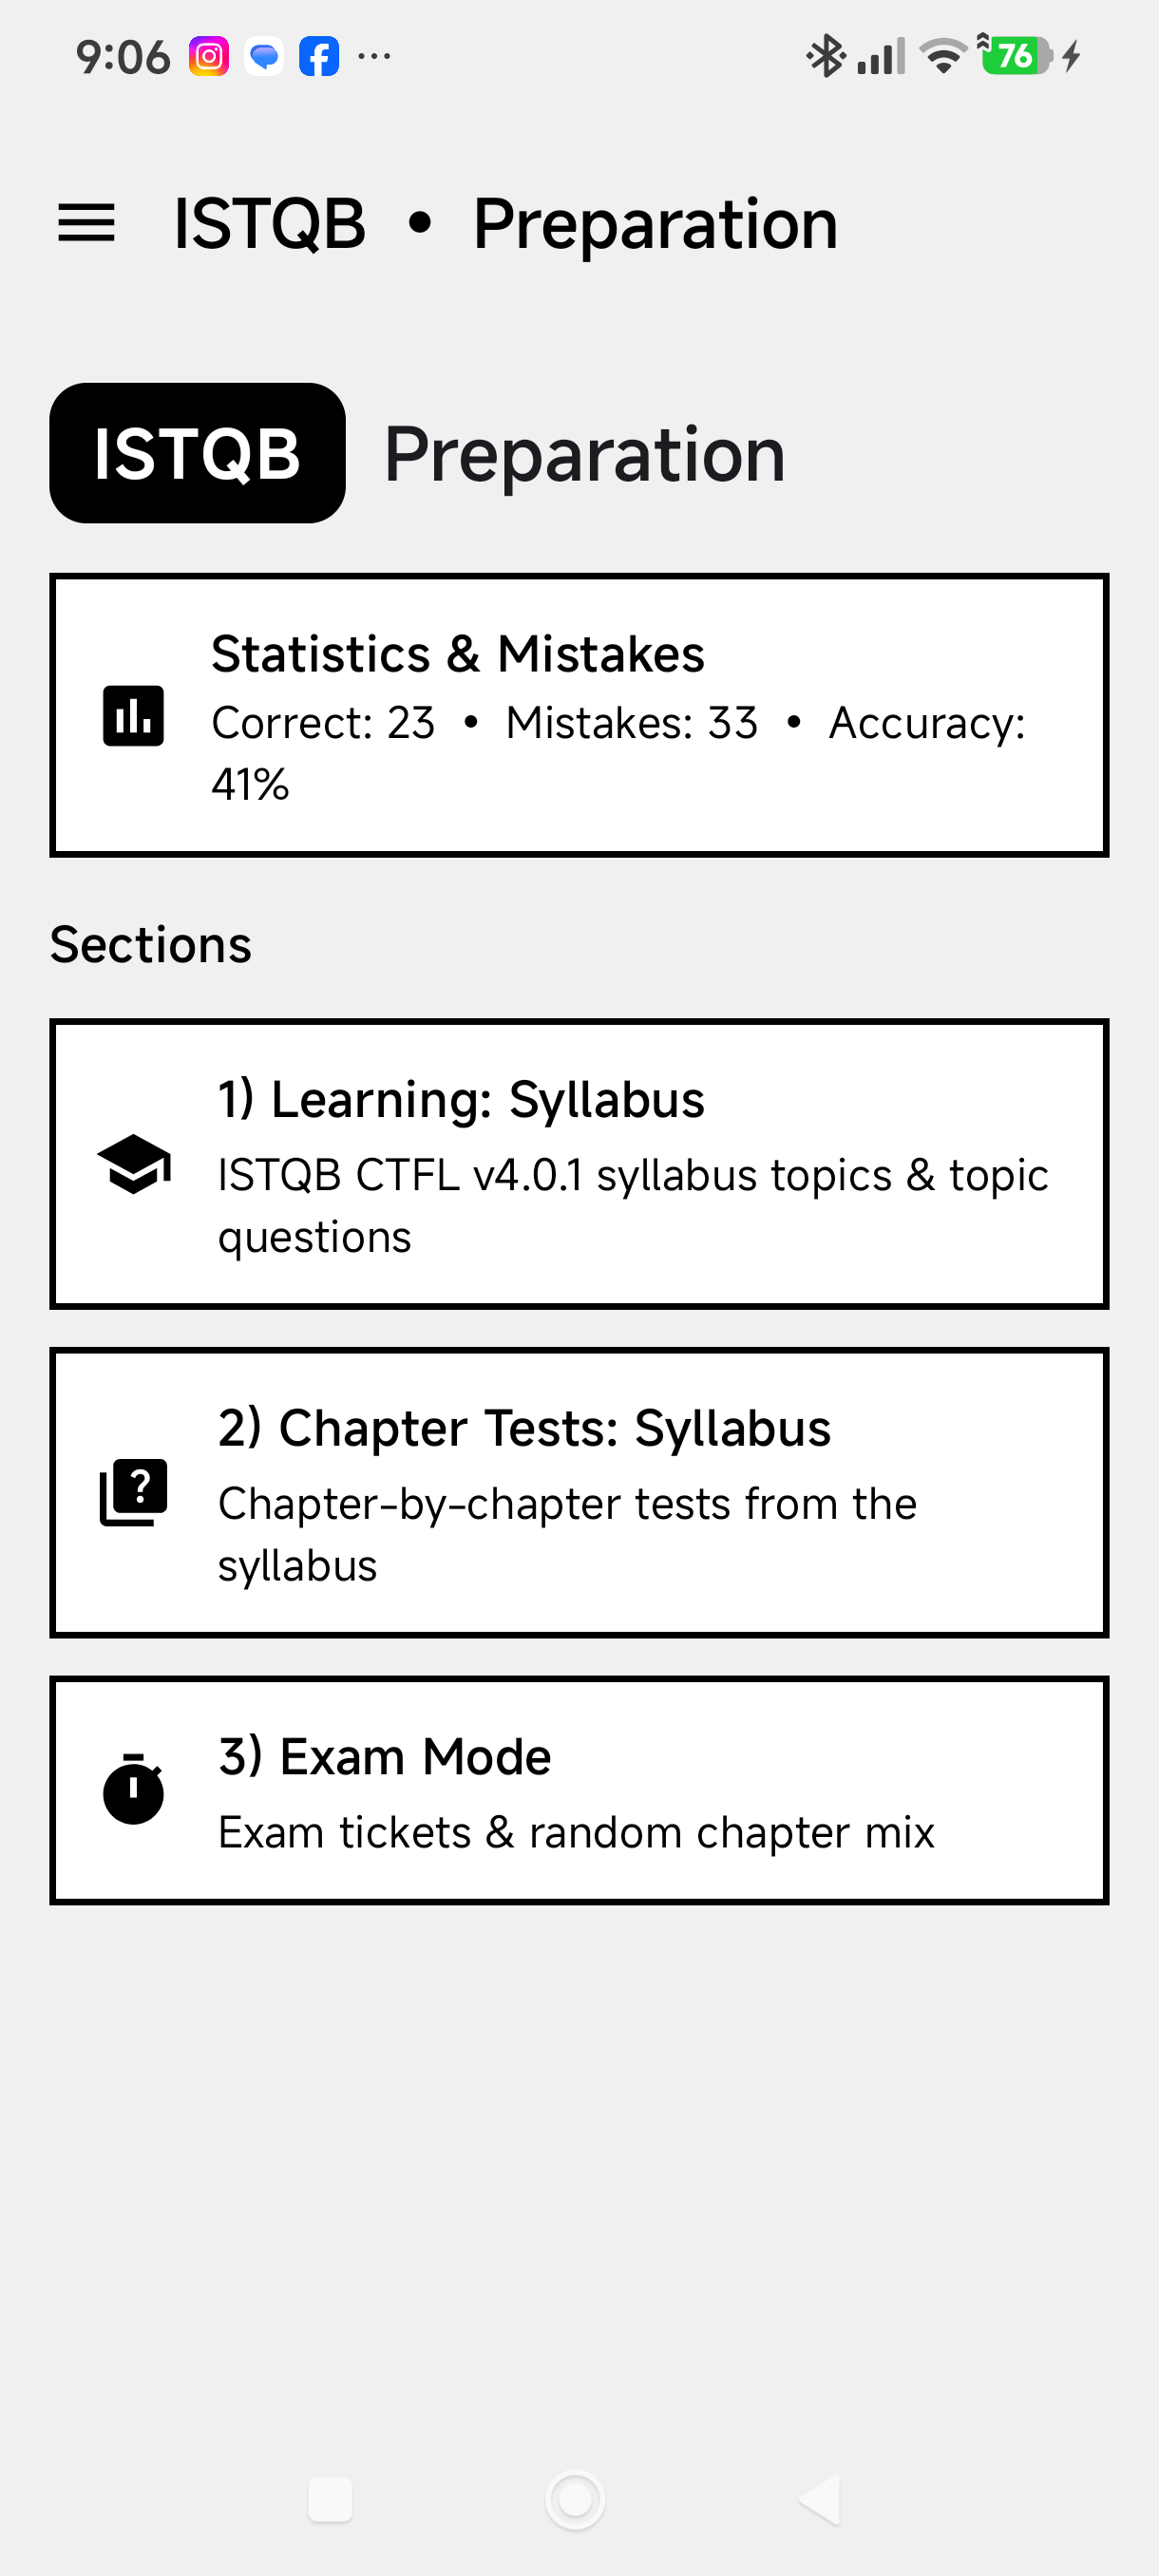 9:06 ... 76
ISTQB • Preparation
ISTQB Preparation
Statistics & Mistakes
Correct: 23 • Mistakes: 33 • Accuracy:
41%
Sections
1) Learning: Syllabus
ISTQB CTFL v4.0.1 syllabus topics & topic
questions
2) Chapter Tests: Syllabus
Chapter-by-chapter tests from the
syllabus
3) Exam Mode
Exam tickets & random chapter mix